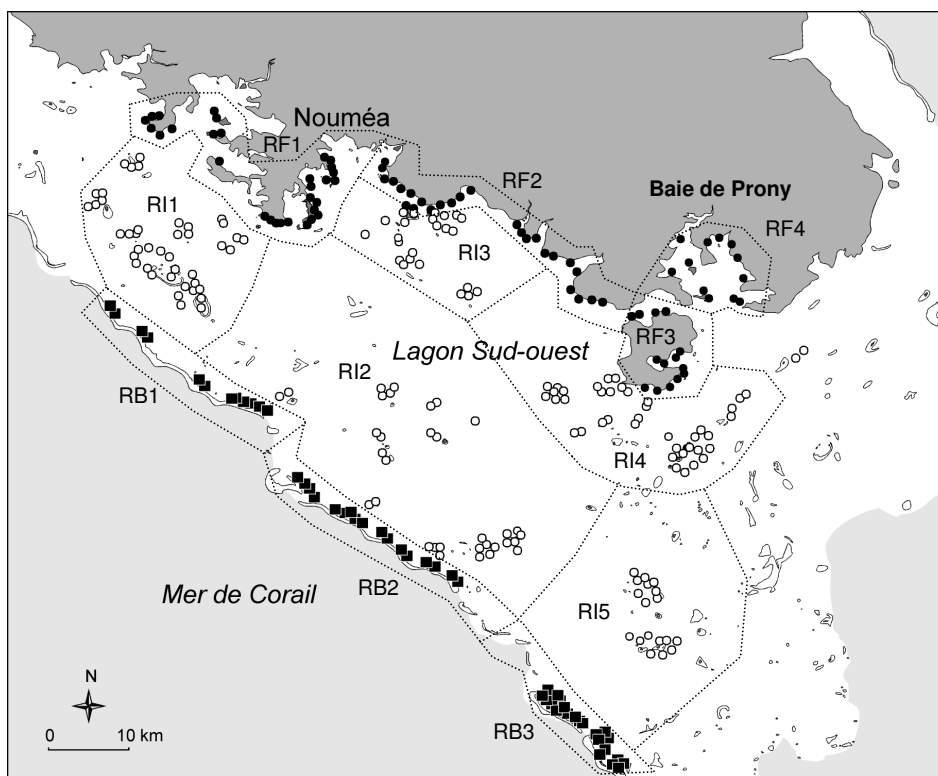 Nouméa
RF1
RF2
Baie de Prony
RI1
RF4
RI3
RF3
Lagon Sud-ouest
RI2
RB1
RI4
RB2
Mer de Corail
RI5
N
RB3
0 10 km